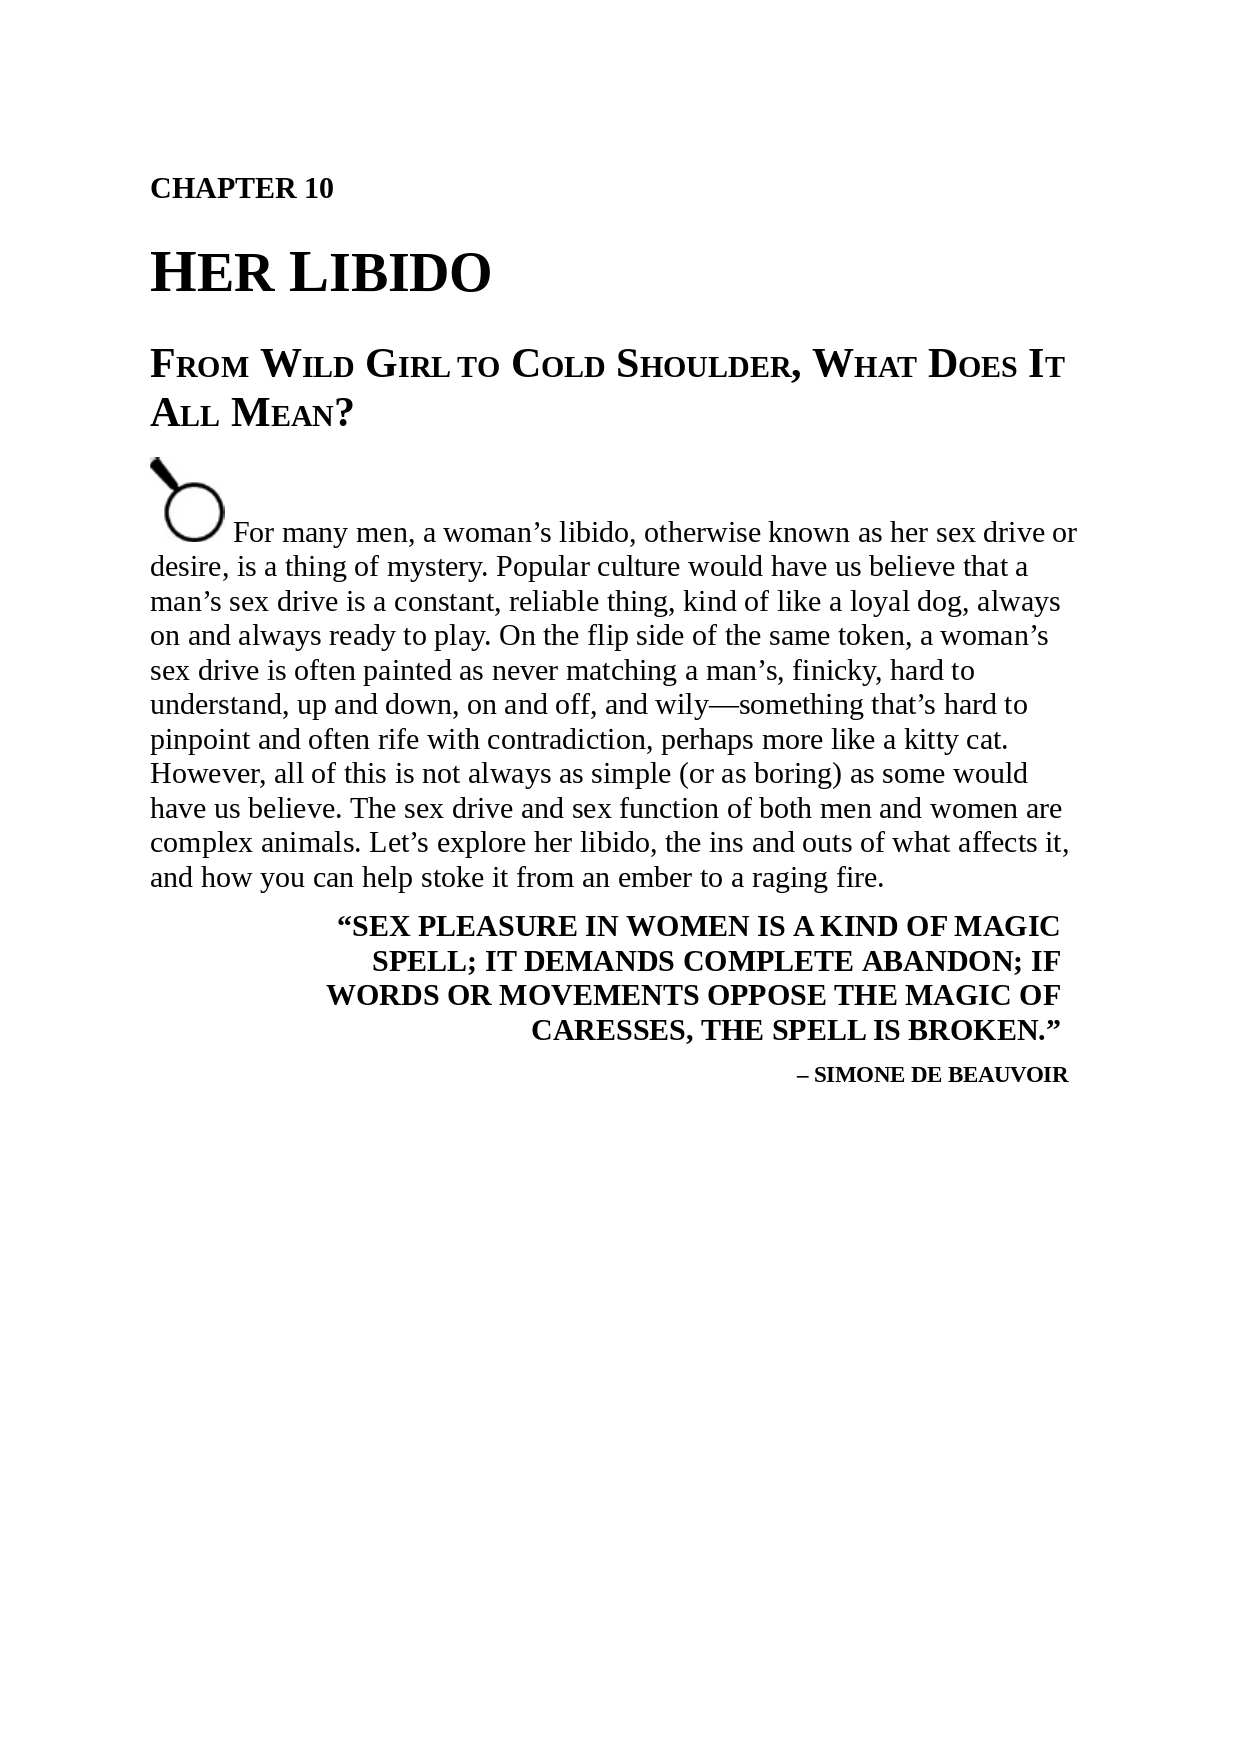 CHAPTER 10
HER LIBIDO
FROM WILD GIRL TO COLD SHOULDER, WHAT DOES IT
ALL MEAN?
For many men, a woman’s libido, otherwise known as her sex drive or
desire, is a thing of mystery. Popular culture would have us believe that a
man’s sex drive is a constant, reliable thing, kind of like a loyal dog, always
on and always ready to play. On the flip side of the same token, a woman’s
sex drive is often painted as never matching a man’s, finicky, hard to
understand, up and down, on and off, and wily—something that’s hard to
pinpoint and often rife with contradiction, perhaps more like a kitty cat.
However, all of this is not always as simple (or as boring) as some would
have us believe. The sex drive and sex function of both men and women are
complex animals. Let’s explore her libido, the ins and outs of what affects it,
and how you can help stoke it from an ember to a raging fire.
“SEX PLEASURE IN WOMEN IS A KIND OF MAGIC
SPELL; IT DEMANDS COMPLETE ABANDON; IF
WORDS OR MOVEMENTS OPPOSE THE MAGIC OF
CARESSES, THE SPELL IS BROKEN.”
– SIMONE DE BEAUVOIR